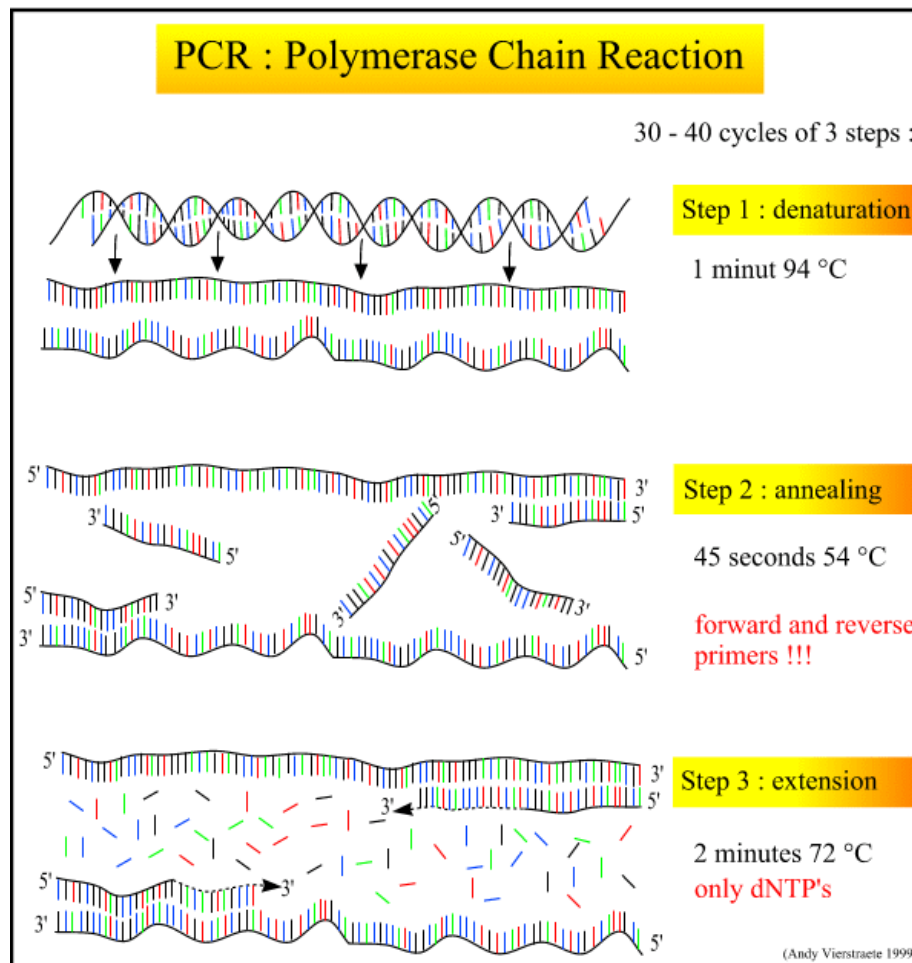 PCR : Polymerase Chain Reaction
30 - 40 cycles of 3 steps :
Step 1 : denaturation
1 minut 94 °C
5'
3'
Step 2 : annealing
3'
5'
3'
5'
5'
45 seconds 54 °C
5'
3'
5'
3'
3'
3'
forward and reverse
primers !!!
5'
5'
3'
Step 3 : extension
3'
5'
2 minutes 72 °C
5'
3'
only dNTP's
3'
5'
(Andy Vierstraete 1999